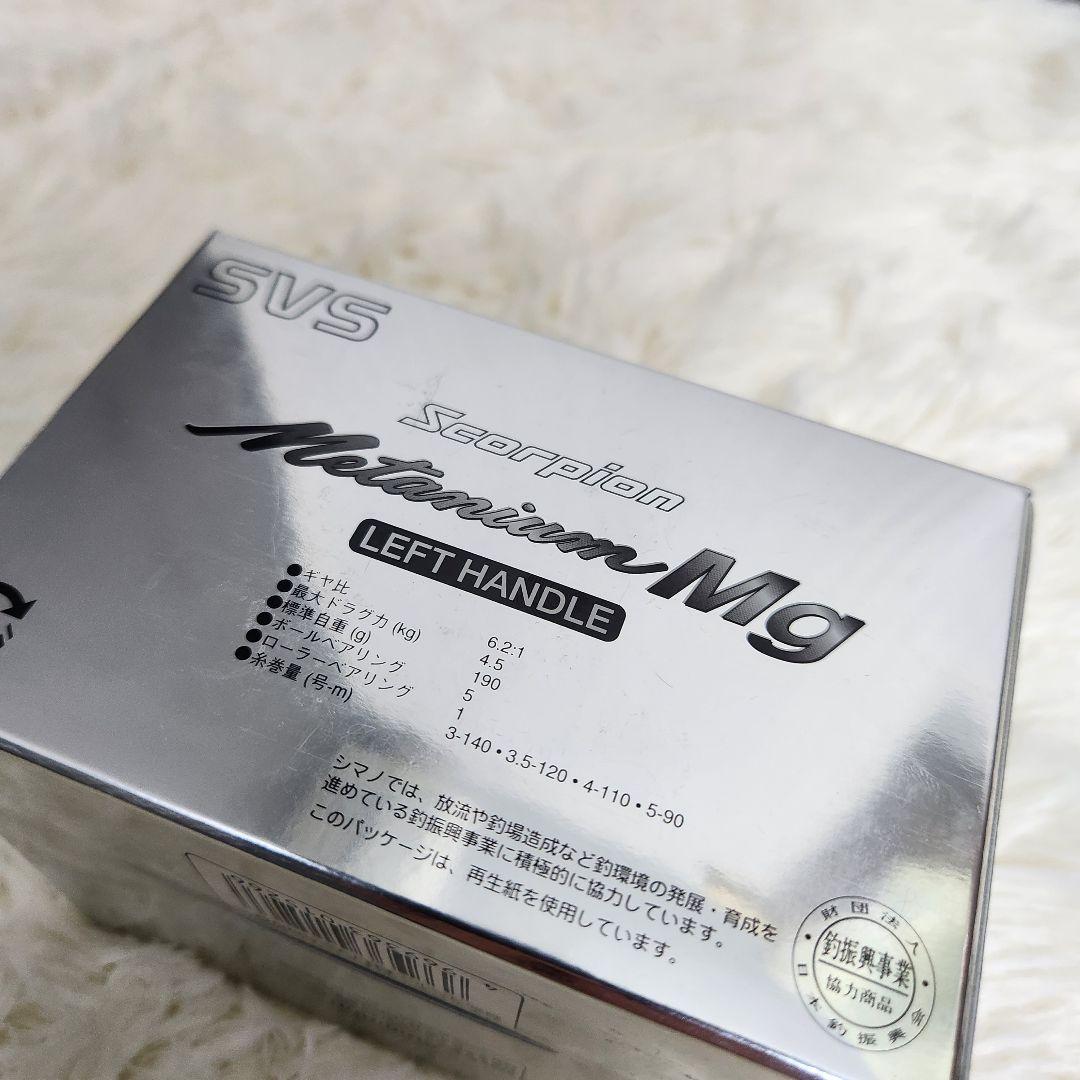 SVS
Scorpion
Metanium Mg
LEFT HANDLE
●ギヤ比 6.2:1
●最大ドラグ力 (kg) 4.5
●標準自重 (g) 190
●ボールベアリング 5
●ローラーベアリング 1
●糸巻量 (号-m) 3-140・3.5-120・4-110・5-90
シマノでは、放流や釣場造成など釣環境の発展・育成を
進めている釣振興事業に積極的に協力しています。
このパッケージは、再生紙を使用しています。
財団法人
釣振興事業
協力商品
日本釣振興会